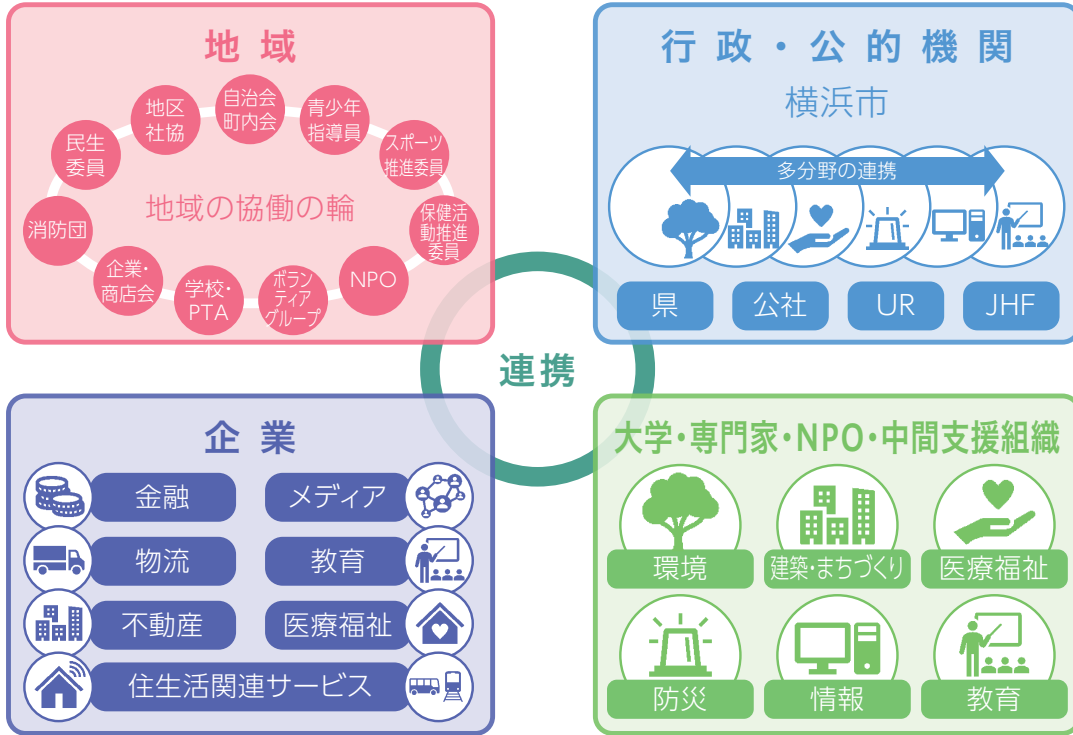 地域
地区
社協
自治会
町内会
青少年
指導員
民生
委員
スポーツ
推進委員
地域の協働の輪
消防団
保健活
動推進
委員
企業・
商店会
学校・
PTA
ボラン
ティア
グループ
NPO
行政・公的機関
横浜市
多分野の連携
県
公社
UR
JHF
連携
企業
金融
メディア
物流
教育
不動産
医療福祉
住生活関連サービス
大学・専門家・NPO・中間支援組織
環境
建築・まちづくり
医療福祉
防災
情報
教育